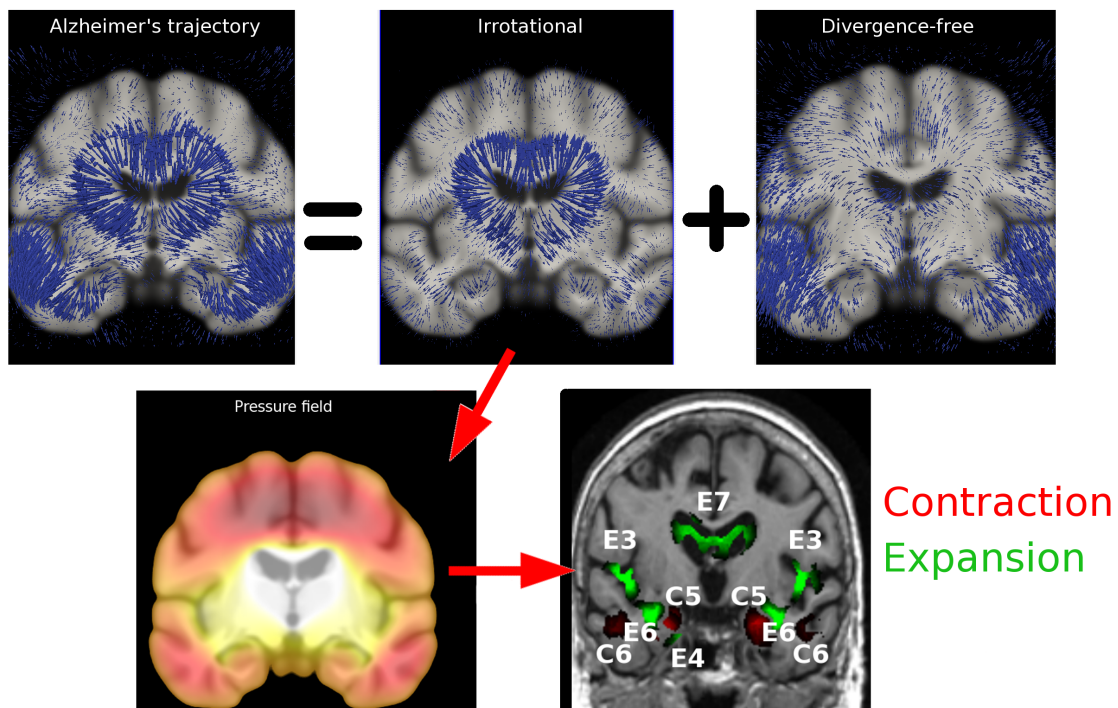 Alzheimer's trajectory
Irrotational
Divergence-free
=
+
Pressure field
E7
E3 E3
C5 C5
E6 E6
C6 C6
E4
Contraction
Expansion